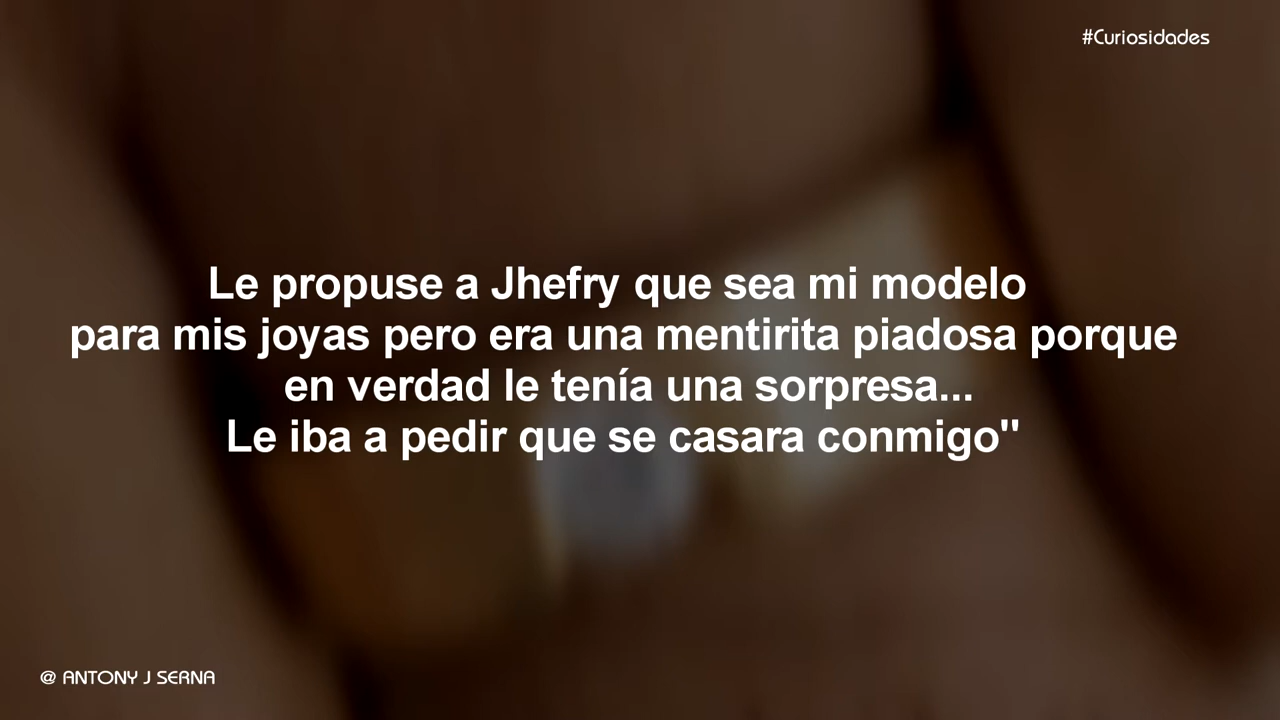 #Curiosidades
Le propuse a Jhefry que sea mi modelo
para mis joyas pero era una mentirita piadosa porque
en verdad le tenía una sorpresa...
Le iba a pedir que se casara conmigo"
@ ANTONY J SERNA